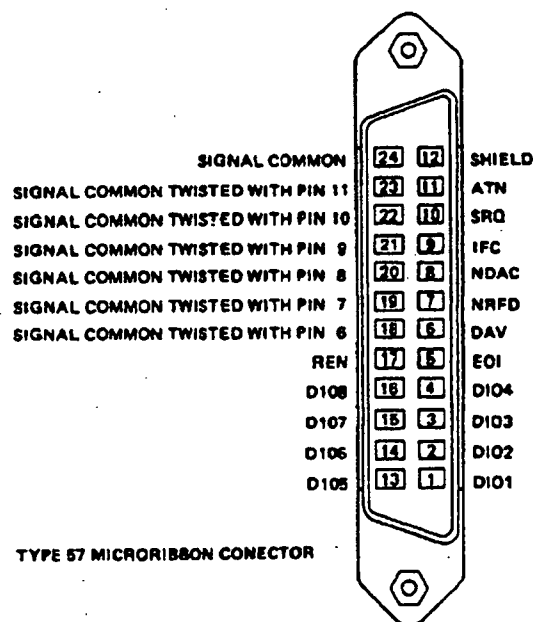 SIGNAL COMMON 24 12 SHIELD
SIGNAL COMMON TWISTED WITH PIN 11 23 11 ATN
SIGNAL COMMON TWISTED WITH PIN 10 22 10 SRQ
SIGNAL COMMON TWISTED WITH PIN 9 21 9 IFC
SIGNAL COMMON TWISTED WITH PIN 8 20 8 NDAC
SIGNAL COMMON TWISTED WITH PIN 7 19 7 NRFD
SIGNAL COMMON TWISTED WITH PIN 6 18 6 DAV
REN 17 5 EOI
D108 16 4 DIO4
D107 15 3 DIO3
D106 14 2 DIO2
D105 13 1 DIO1
TYPE 57 MICRORIBBON CONECTOR